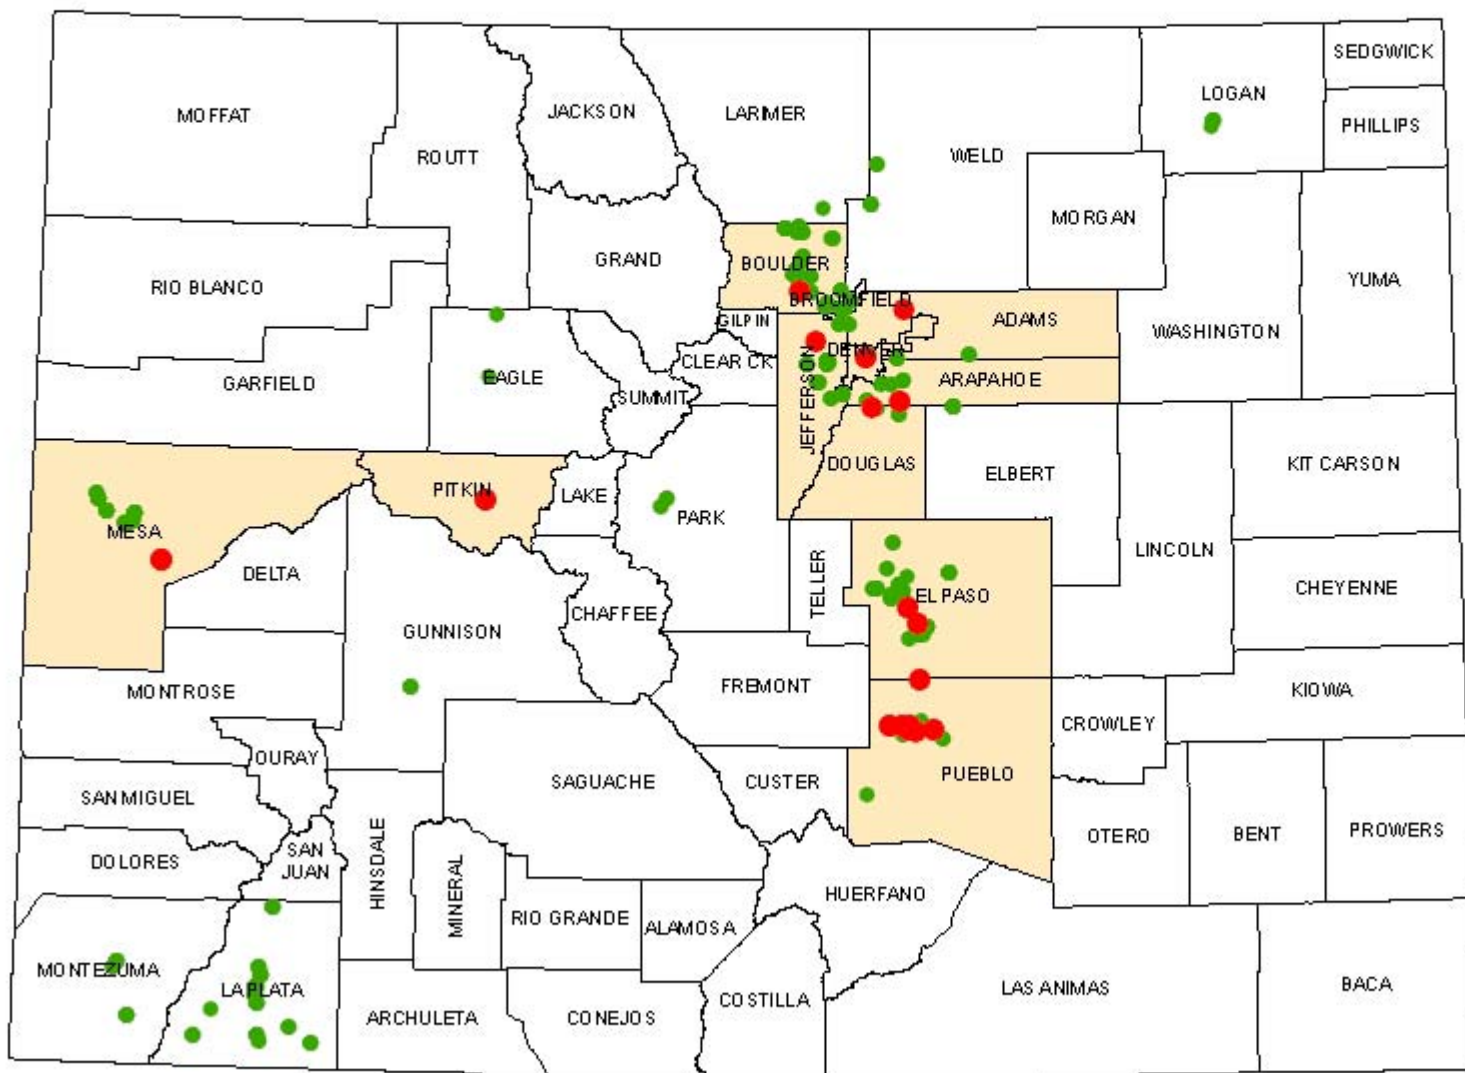 SEDGWICK
LOGAN
MOFFAT
JACKSON
LARIMER
PHILLIPS
ROUTT
WELD
MORGAN
GRAND
BOULDER
RIO BLANCO
YUMA
BROOMFIELD
GILPIN
ADAMS
WASHINGTON
CLEAR CK
DENVER
GARFIELD
EAGLE
SUMMIT
JEFFERSON
ARAPAHOE
DOUGLAS
ELBERT
KIT CARSON
PITKIN
LAKE
PARK
MESA
DELTA
LINCOLN
TELLER
EL PASO
CHEYENNE
CHAFFEE
GUNNISON
MONTROSE
FREMONT
KIOWA
CROWLEY
OURAY
SAGUACHE
CUSTER
PUEBLO
SAN MIGUEL
OTERO
BENT
PROWERS
DOLORES
SAN
JUAN
HINSDALE
MINERAL
HUERFANO
RIO GRANDE
ALAMOSA
MONTEZUMA
LA PLATA
COSTILLA
LAS ANIMAS
BACA
ARCHULETA
CONEJOS